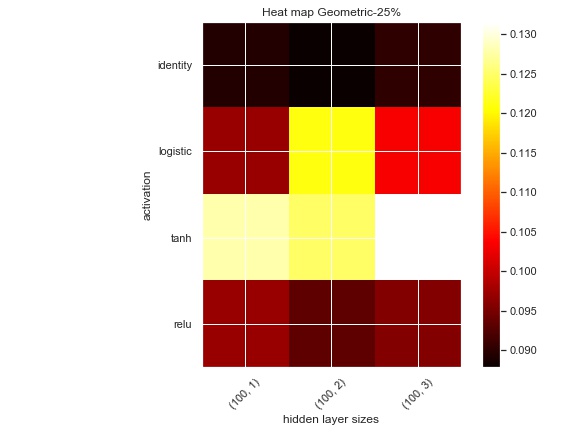 Heat map Geometric-25%
identity
logistic
tanh
relu
activation
(100, 1)
(100, 2)
(100, 3)
hidden layer sizes
0.130
0.125
0.120
0.115
0.110
0.105
0.100
0.095
0.090